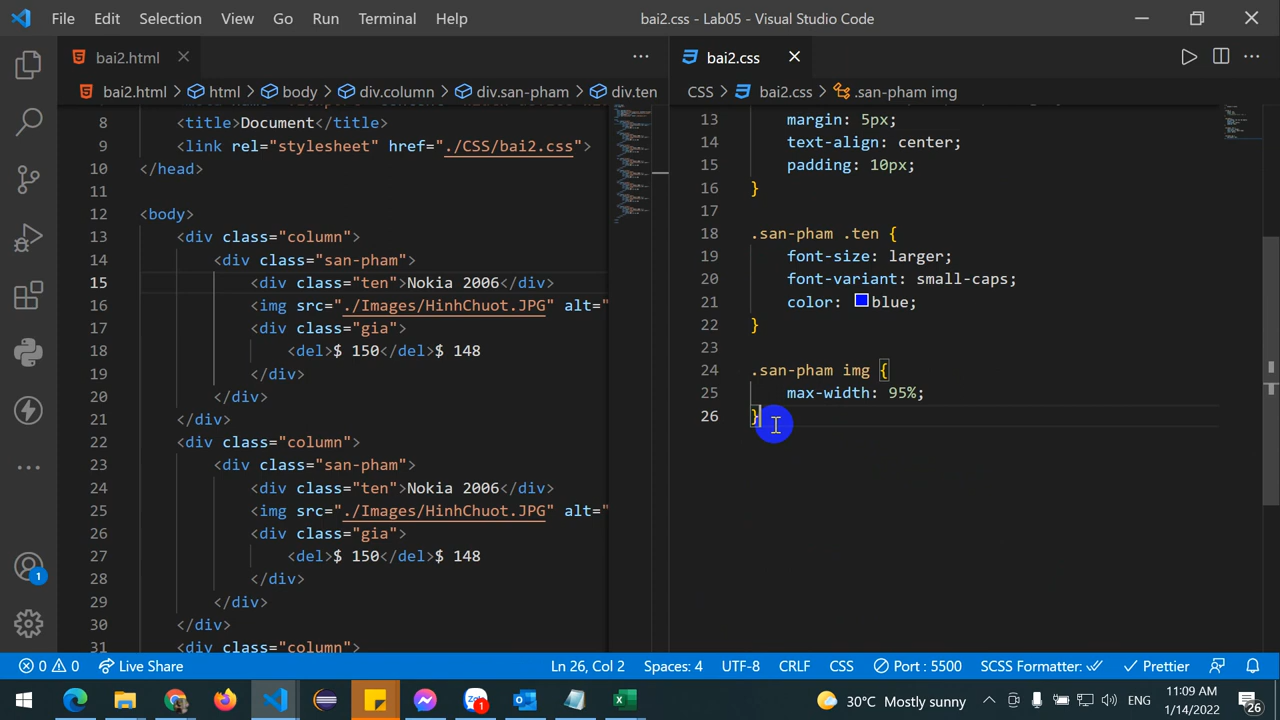 File Edit Selection View Go Run Terminal Help bai2.css - Lab05 - Visual Studio Code
bai2.html
bai2.html html body div.column div.san-pham div.ten
8 <title>Document</title>
9 <link rel="stylesheet" href="./CSS/bai2.css">
10 </head>
11
12 <body>
13 <div class="column">
14 <div class="san-pham">
15 <div class="ten">Nokia 2006</div>
16 <img src="./Images/HinhChuot.JPG" alt="
17 <div class="gia">
18 <del>$ 150</del>$ 148
19 </div>
20 </div>
21 </div>
22 <div class="column">
23 <div class="san-pham">
24 <div class="ten">Nokia 2006</div>
25 <img src="./Images/HinhChuot.JPG" alt="
26 <div class="gia">
27 <del>$ 150</del>$ 148
28 </div>
29 </div>
30 </div>
31 <div class="column">
bai2.css
CSS bai2.css .san-pham img
13 margin: 5px;
14 text-align: center;
15 padding: 10px;
16 }
17
18 .san-pham .ten {
19 font-size: larger;
20 font-variant: small-caps;
21 color: blue;
22 }
23
24 .san-pham img {
25 max-width: 95%;
26 }
1
0 0 Live Share Ln 26, Col 2 Spaces: 4 UTF-8 CRLF CSS Port : 5500 SCSS Formatter: Prettier
1 30°C Mostly sunny ENG 11:09 AM
1/14/2022 26